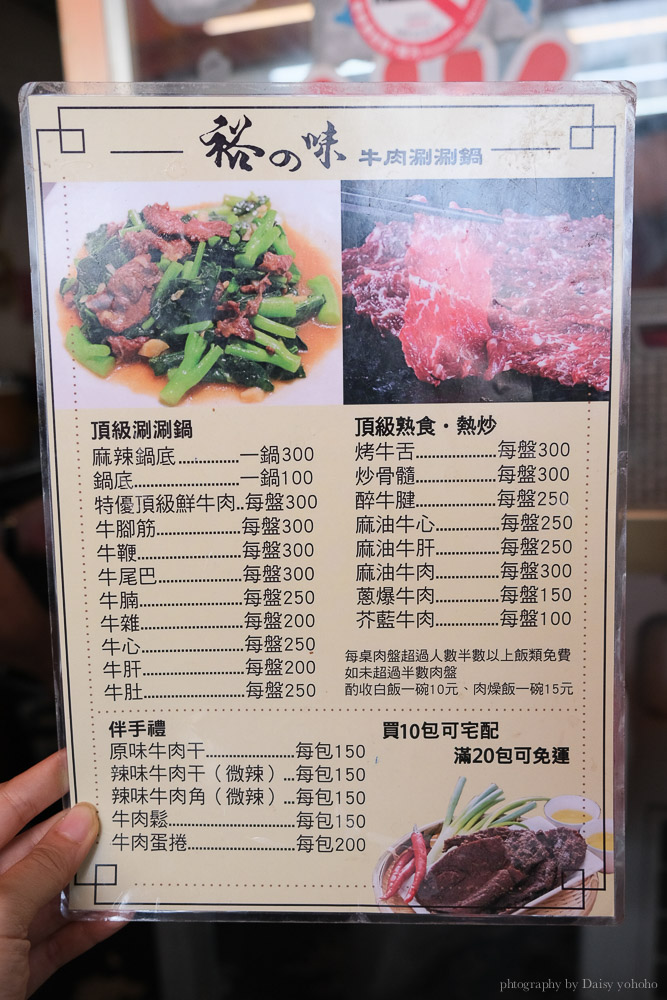 裕の味 牛肉涮涮鍋
頂級涮涮鍋
麻辣鍋底............一鍋300
鍋底.....................一鍋100
特優頂級鮮牛肉..每盤300
牛腳筋.................每盤300
牛鞭.....................每盤300
牛尾巴.................每盤300
牛腩.....................每盤250
牛雜.....................每盤200
牛心.....................每盤250
牛肝.....................每盤200
牛肚.....................每盤250
頂級熟食・熱炒
烤牛舌................每盤300
炒骨髓................每盤300
醉牛腱................每盤250
麻油牛心............每盤250
麻油牛肝............每盤250
麻油牛肉............每盤300
蔥爆牛肉............每盤150
芥藍牛肉............每盤100
每桌肉盤超過人數半數以上飯類免費
如未超過半數肉盤
酌收白飯一碗10元、肉燥飯一碗15元
伴手禮
原味牛肉干..................每包150
辣味牛肉干（微辣）...每包150
辣味牛肉角（微辣）...每包150
牛肉鬆..........................每包150
牛肉蛋捲......................每包200
買10包可宅配
滿20包可免運
photography by Daisy yohoho